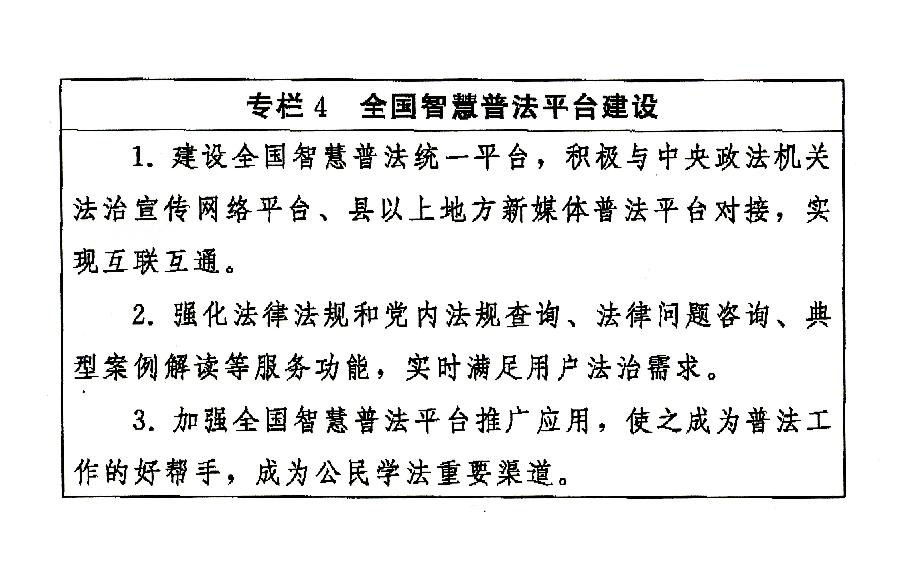 专栏 4 全国智慧普法平台建设
1. 建设全国智慧普法统一平台，积极与中央政法机关
法治宣传网络平台、县以上地方新媒体普法平台对接，实
现互联互通。
2. 强化法律法规和党内法规查询、法律问题咨询、典
型案例解读等服务功能，实时满足用户法治需求。
3. 加强全国智慧普法平台推广应用，使之成为普法工
作的好帮手，成为公民学法重要渠道。